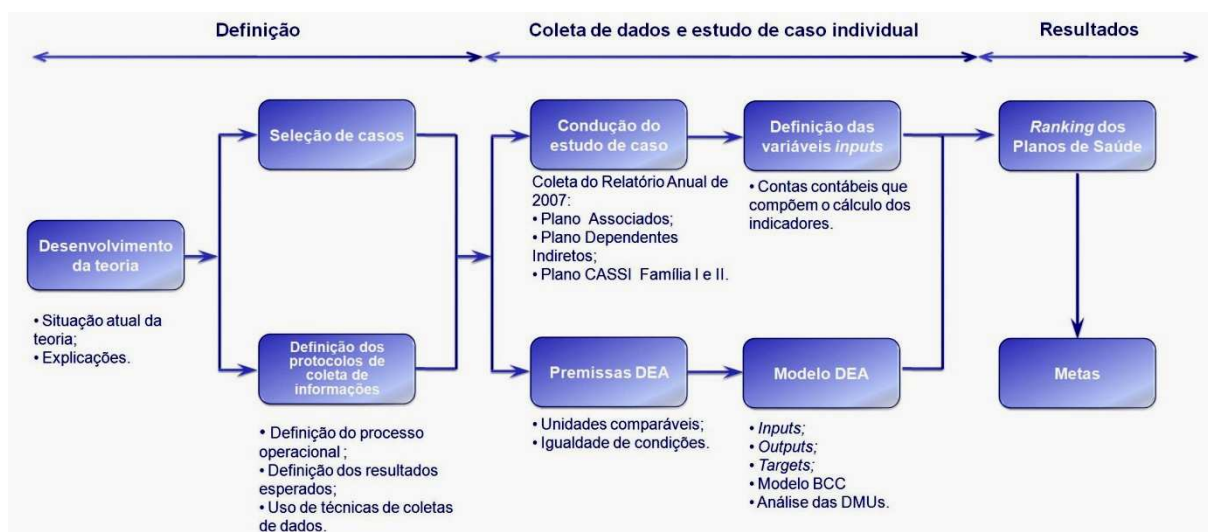 Definição
Coleta de dados e estudo de caso individual
Resultados
Seleção de casos
Condução do
estudo de caso
Definição das
variáveis inputs
Ranking dos
Planos de Saúde
Coleta do Relatório Anual de
2007:
• Plano Associados;
• Plano Dependentes
Indiretos;
• Plano CASSI Família I e II.
• Contas contábeis que
compõem o cálculo dos
indicadores.
Desenvolvimento
da teoria
• Situação atual da
teoria;
• Explicações.
Definição dos
protocolos de
coleta de
informações
Premissas DEA
Modelo DEA
Metas
• Definição do processo
operacional ;
• Definição dos resultados
esperados;
• Uso de técnicas de coletas
de dados.
• Unidades comparáveis;
• Igualdade de condições.
• Inputs;
• Outputs;
• Targets;
• Modelo BCC
• Análise das DMUs.